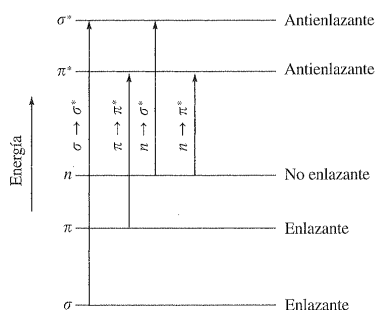 σ* Antienlazante
π* Antienlazante
σ → σ*
π → π*
n → σ*
n → π*
Energía
n No enlazante
π Enlazante
σ Enlazante